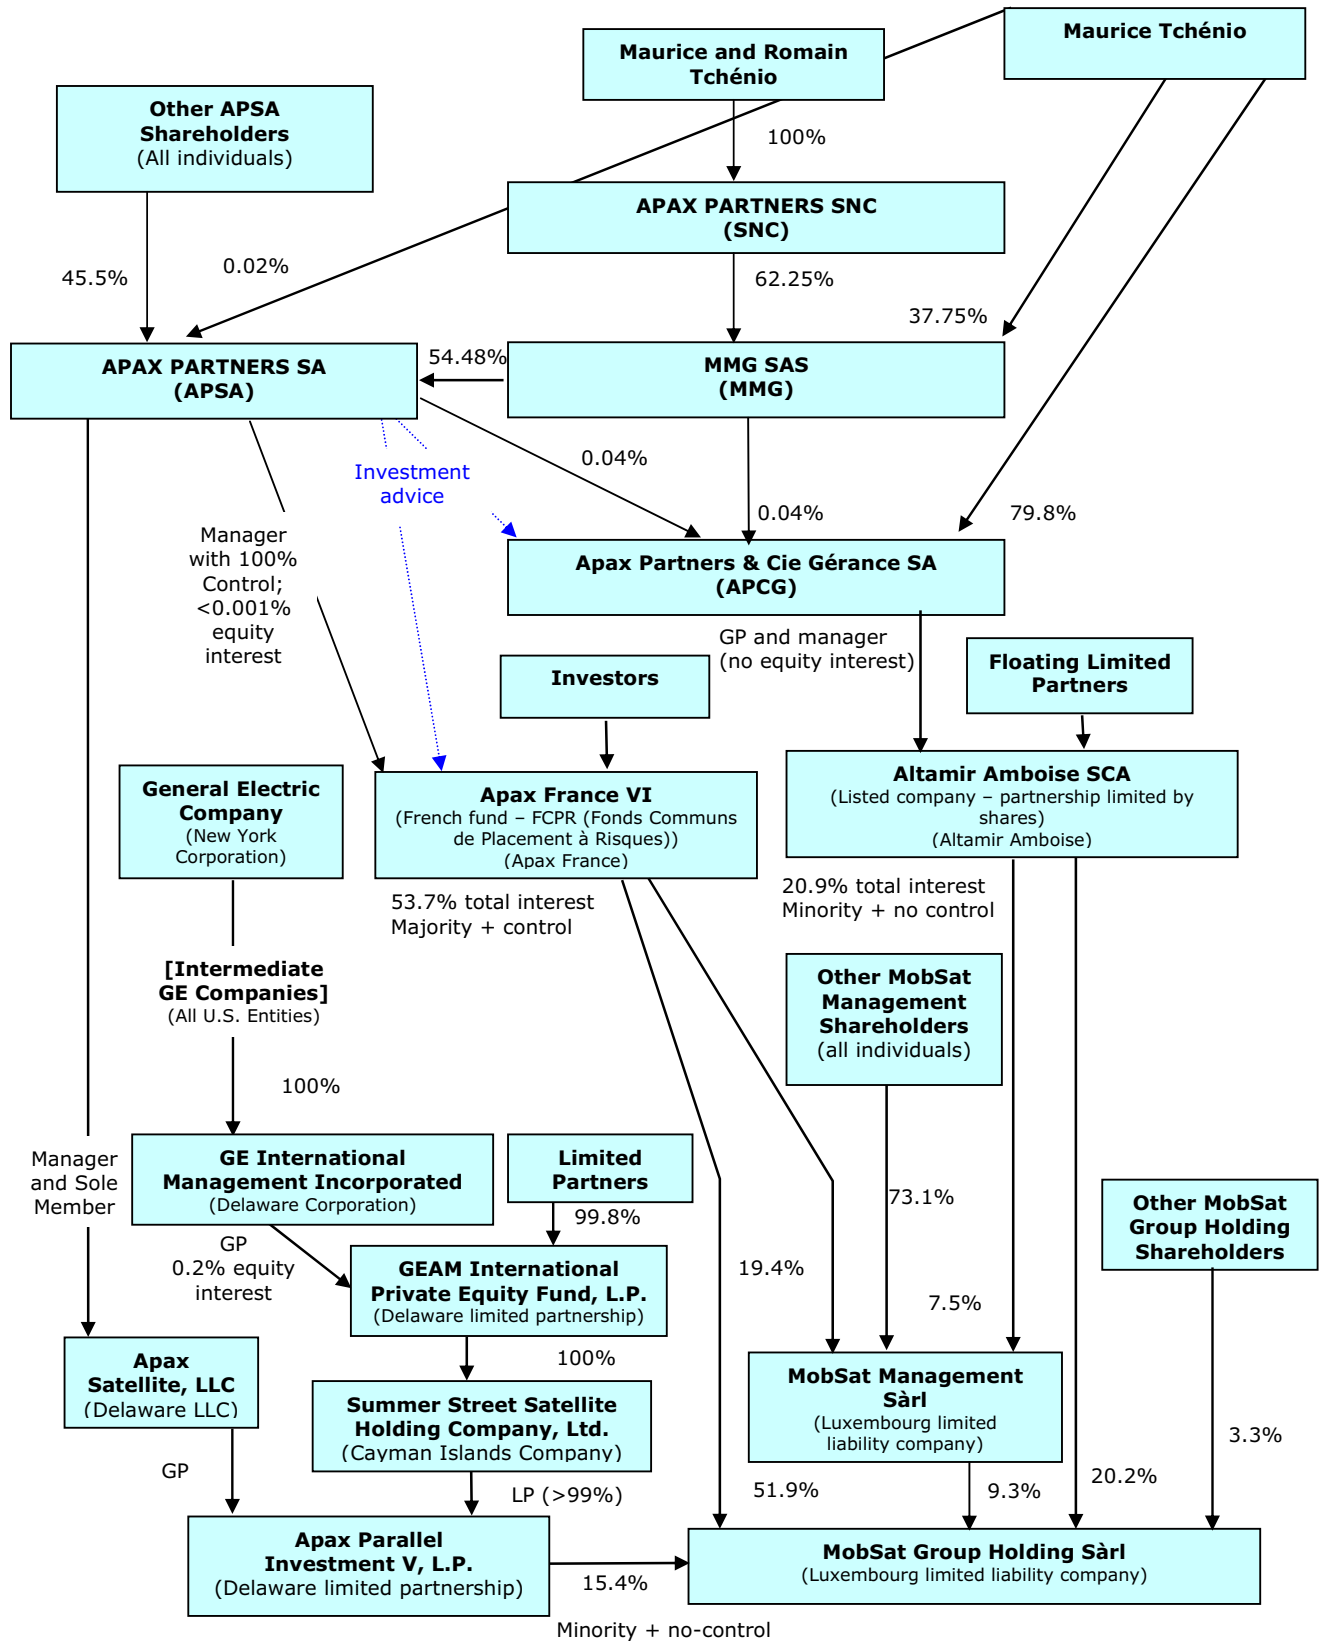 Maurice Tchénio
Maurice and Romain
Tchénio
Other APSA
Shareholders
(All individuals)
100%
APAX PARTNERS SNC
(SNC)
45.5%
0.02%
62.25%
37.75%
APAX PARTNERS SA
(APSA)
54.48%
MMG SAS
(MMG)
Investment
advice
0.04%
0.04%
79.8%
Manager
with 100%
Control;
<0.001%
equity
interest
Apax Partners & Cie Gérance SA
(APCG)
GP and manager
(no equity interest)
Investors
Floating Limited
Partners
General Electric
Company
(New York
Corporation)
Apax France VI
(French fund – FCPR (Fonds Communs
de Placement à Risques))
(Apax France)
Altamir Amboise SCA
(Listed company – partnership limited by
shares)
(Altamir Amboise)
53.7% total interest
Majority + control
20.9% total interest
Minority + no control
[Intermediate
GE Companies]
(All U.S. Entities)
Other MobSat
Management
Shareholders
(all individuals)
100%
Manager
and Sole
Member
GE International
Management Incorporated
(Delaware Corporation)
Limited
Partners
73.1%
Other MobSat
Group Holding
Shareholders
99.8%
GP
0.2% equity
interest
GEAM International
Private Equity Fund, L.P.
(Delaware limited partnership)
19.4%
7.5%
Apax
Satellite, LLC
(Delaware LLC)
100%
Summer Street Satellite
Holding Company, Ltd.
(Cayman Islands Company)
MobSat Management
Sàrl
(Luxembourg limited
liability company)
3.3%
GP
LP (>99%)
51.9%
9.3%
20.2%
Apax Parallel
Investment V, L.P.
(Delaware limited partnership)
15.4%
MobSat Group Holding Sàrl
(Luxembourg limited liability company)
Minority + no-control